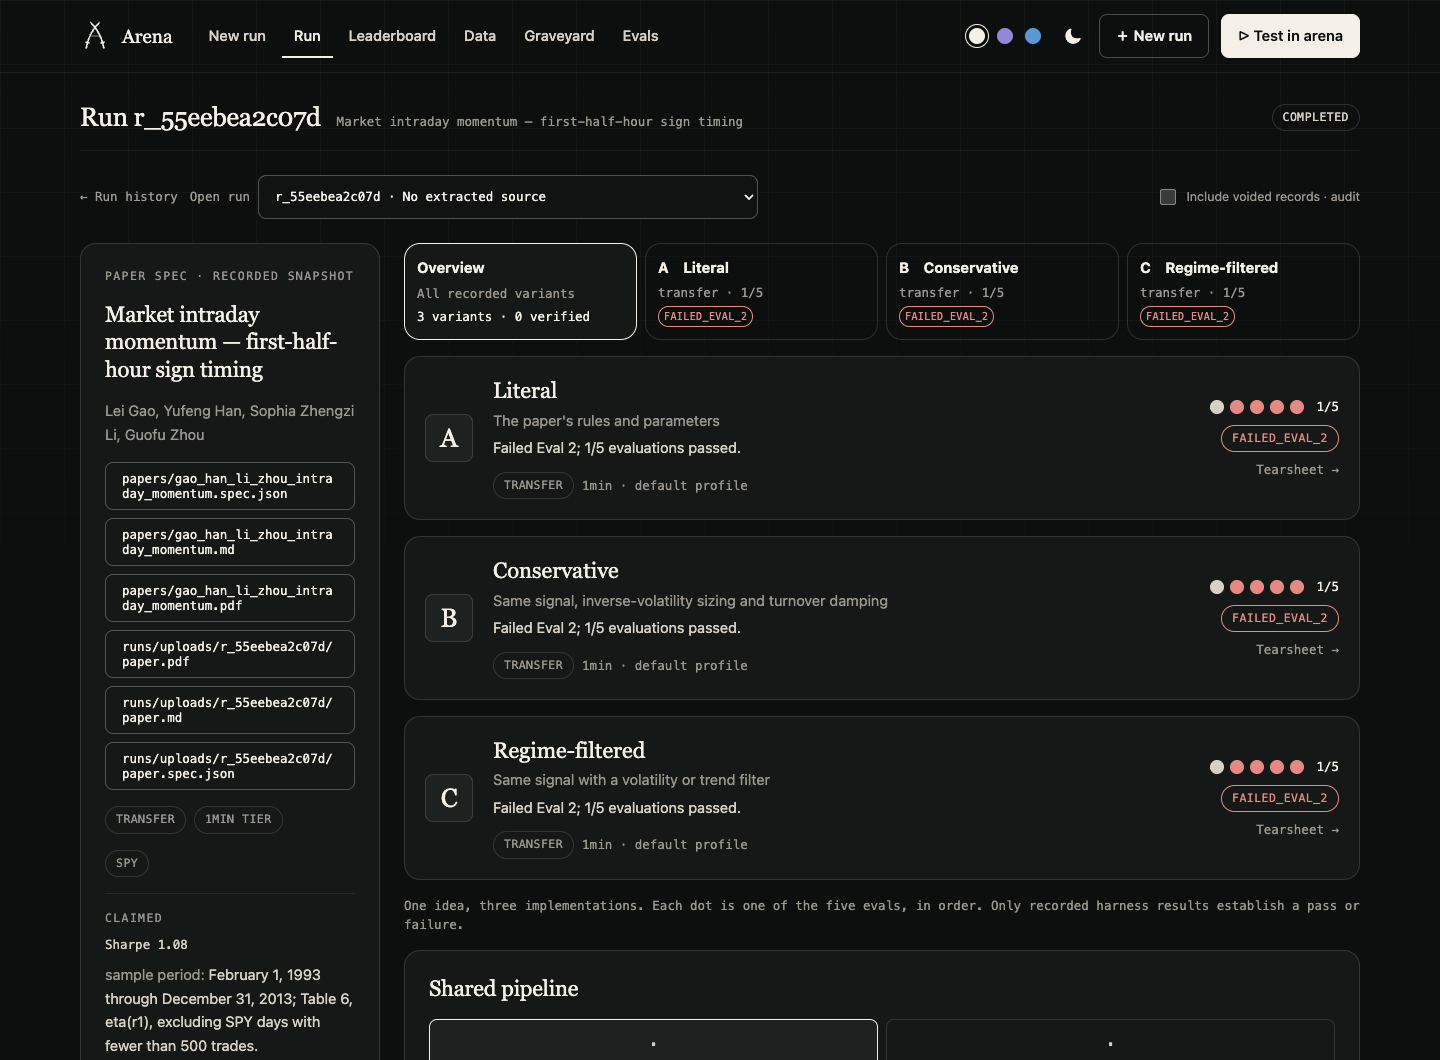 Arena
New run
Run
Leaderboard
Data
Graveyard
Evals
+ New run
Test in arena
Run r_55eebea2c07d
Market intraday momentum — first-half-hour sign timing
COMPLETED
← Run history
Open run
r_55eebea2c07d · No extracted source
Include voided records · audit
PAPER SPEC · RECORDED SNAPSHOT
Market intraday
momentum — first-half-
hour sign timing
Lei Gao, Yufeng Han, Sophia Zhengzi
Li, Guofu Zhou
papers/gao_han_li_zhou_intra
day_momentum.spec.json
papers/gao_han_li_zhou_intra
day_momentum.md
papers/gao_han_li_zhou_intra
day_momentum.pdf
runs/uploads/r_55eebea2c07d/
paper.pdf
runs/uploads/r_55eebea2c07d/
paper.md
runs/uploads/r_55eebea2c07d/
paper.spec.json
TRANSFER
1MIN TIER
SPY
CLAIMED
Sharpe 1.08
sample period: February 1, 1993
through December 31, 2013; Table 6,
eta(r1), excluding SPY days with
fewer than 500 trades.
Overview
All recorded variants
3 variants · 0 verified
A Literal
transfer · 1/5
FAILED_EVAL_2
B Conservative
transfer · 1/5
FAILED_EVAL_2
C Regime-filtered
transfer · 1/5
FAILED_EVAL_2
A
Literal
The paper's rules and parameters
Failed Eval 2; 1/5 evaluations passed.
TRANSFER 1min · default profile
1/5
FAILED_EVAL_2
Tearsheet →
B
Conservative
Same signal, inverse-volatility sizing and turnover damping
Failed Eval 2; 1/5 evaluations passed.
TRANSFER 1min · default profile
1/5
FAILED_EVAL_2
Tearsheet →
C
Regime-filtered
Same signal with a volatility or trend filter
Failed Eval 2; 1/5 evaluations passed.
TRANSFER 1min · default profile
1/5
FAILED_EVAL_2
Tearsheet →
One idea, three implementations. Each dot is one of the five evals, in order. Only recorded harness results establish a pass or
failure.
Shared pipeline